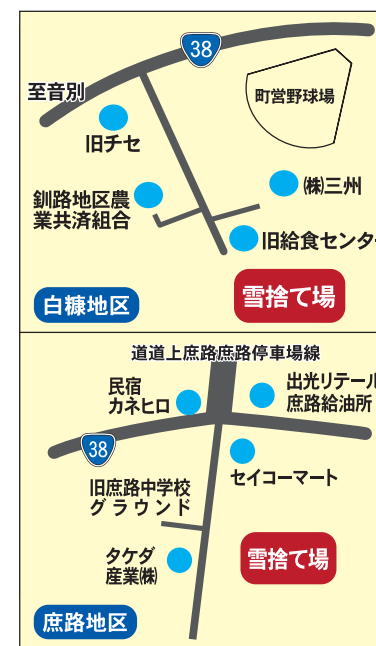 38
至音別
町営野球場
旧チセ
釧路地区農
業共済組合
㈱三州
旧給食センター
白糠地区
雪捨て場
道道上庶路庶路停車場線
民宿
カネヒロ
出光リテール
庶路給油所
38
セイコーマート
旧庶路中学校
グラウンド
タケダ
産業㈱
雪捨て場
庶路地区